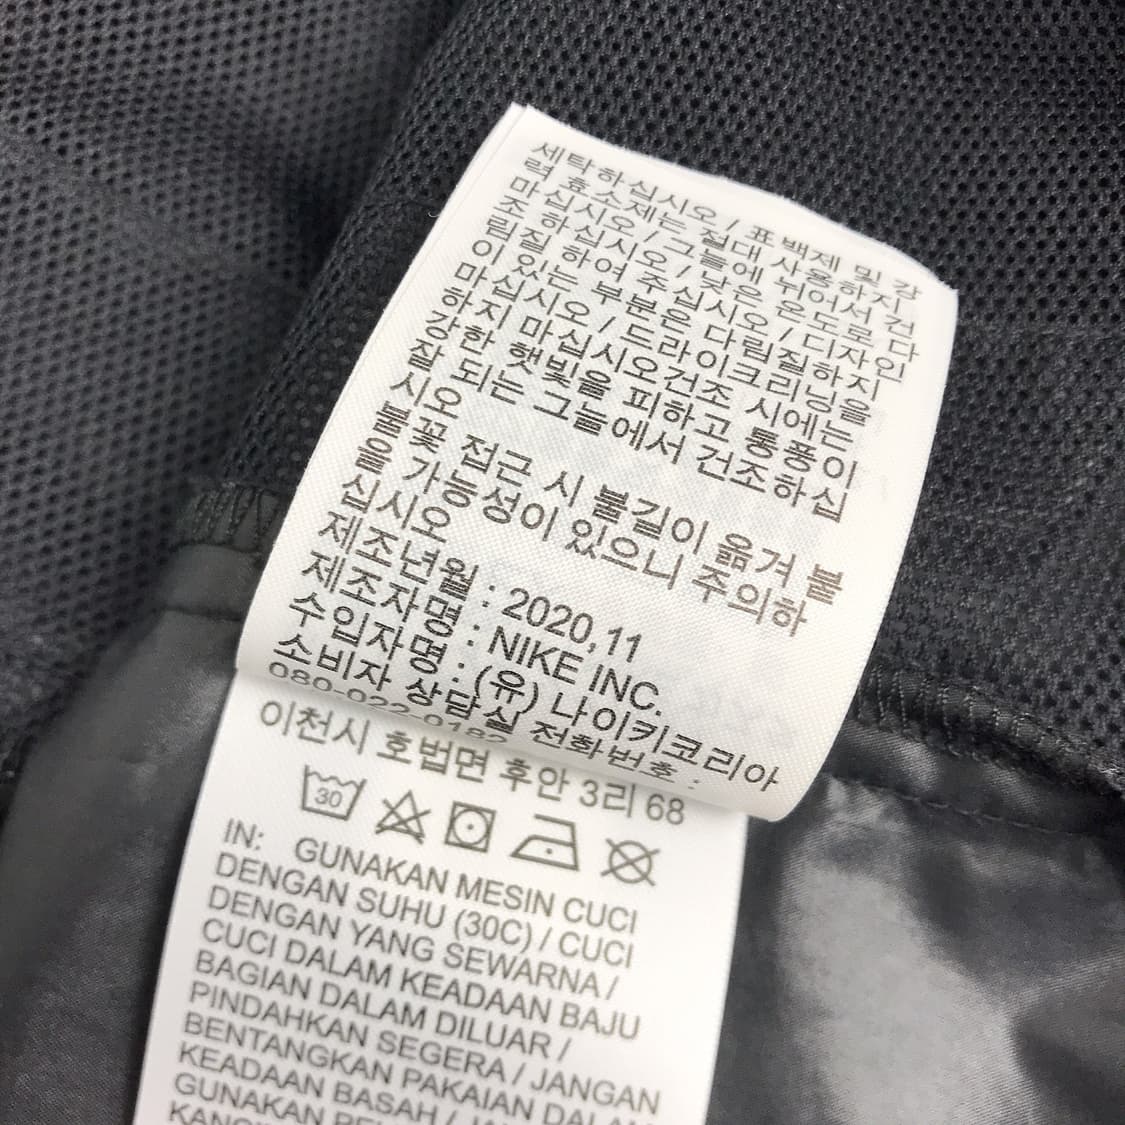 세탁하십시오 / 표백제 및 강
력 효소제는 절대 사용하지
마십시오 / 그늘에 뉘어서 건
조 하십시오 / 낮은 온도로 다
림질 하여 주십시오 / 디자인
이 있는 부분은 다림질하지
마십시오 / 드라이크리닝을
하지 마십시오건조 시에는
강한 햇빛을 피하고 통풍이
잘 되는 그늘에서 건조하십
시오
불꽃 접근 시 불길이 옮겨 붙
을 가능성이 있으니 주의하
십시오
제조년월 : 2020,11
제조자명 : NIKE INC.
수입자명 : (유) 나이키코리아
소비자 상담실 전화번호 :
080-022-9182
이천시 호법면 후안 3리 68
30
IN: GUNAKAN MESIN CUCI
DENGAN SUHU (30C) / CUCI
DENGAN YANG SEWARNA /
CUCI DALAM KEADAAN BAJU
BAGIAN DALAM DILUAR /
PINDAHKAN SEGERA / JANGAN
BENTANGKAN PAKAIAN DALAM
KEADAAN BASAH /
GUNAKAN